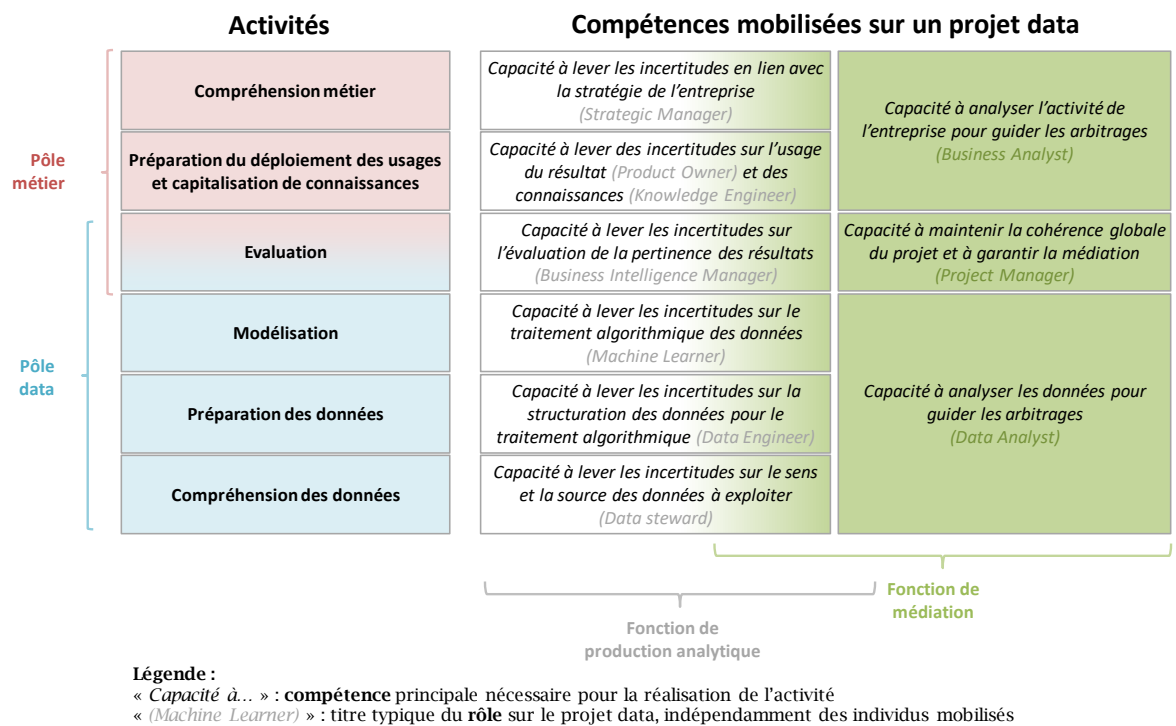 Activités
Compétences mobilisées sur un projet data
Pôle
métier
Pôle
data
Compréhension métier
Capacité à lever les incertitudes en lien avec
la stratégie de l'entreprise
(Strategic Manager)
Capacité à analyser l'activité de
l'entreprise pour guider les arbitrages
(Business Analyst)
Préparation du déploiement des usages
et capitalisation de connaissances
Capacité à lever des incertitudes sur l'usage
du résultat (Product Owner) et des
connaissances (Knowledge Engineer)
Evaluation
Capacité à lever les incertitudes sur
l'évaluation de la pertinence des résultats
(Business Intelligence Manager)
Capacité à maintenir la cohérence globale
du projet et à garantir la médiation
(Project Manager)
Modélisation
Capacité à lever les incertitudes sur le
traitement algorithmique des données
(Machine Learner)
Préparation des données
Capacité à lever les incertitudes sur la
structuration des données pour le
traitement algorithmique (Data Engineer)
Capacité à analyser les données pour
guider les arbitrages
(Data Analyst)
Compréhension des données
Capacité à lever les incertitudes sur le sens
et la source des données à exploiter
(Data steward)
Fonction de
médiation
Fonction de
production analytique
Légende :
« Capacité à... » : compétence principale nécessaire pour la réalisation de l'activité
« (Machine Learner) » : titre typique du rôle sur le projet data, indépendamment des individus mobilisés